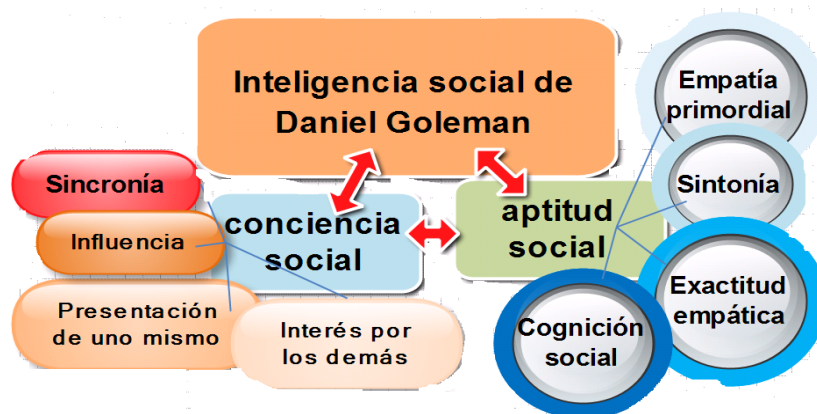 Inteligencia social de
Daniel Goleman
Empatía
primordial
Sincronía
Sintonía
conciencia
social
aptitud
social
Influencia
Presentación
de uno mismo
Interés por
los demás
Cognición
social
Exactitud
empática